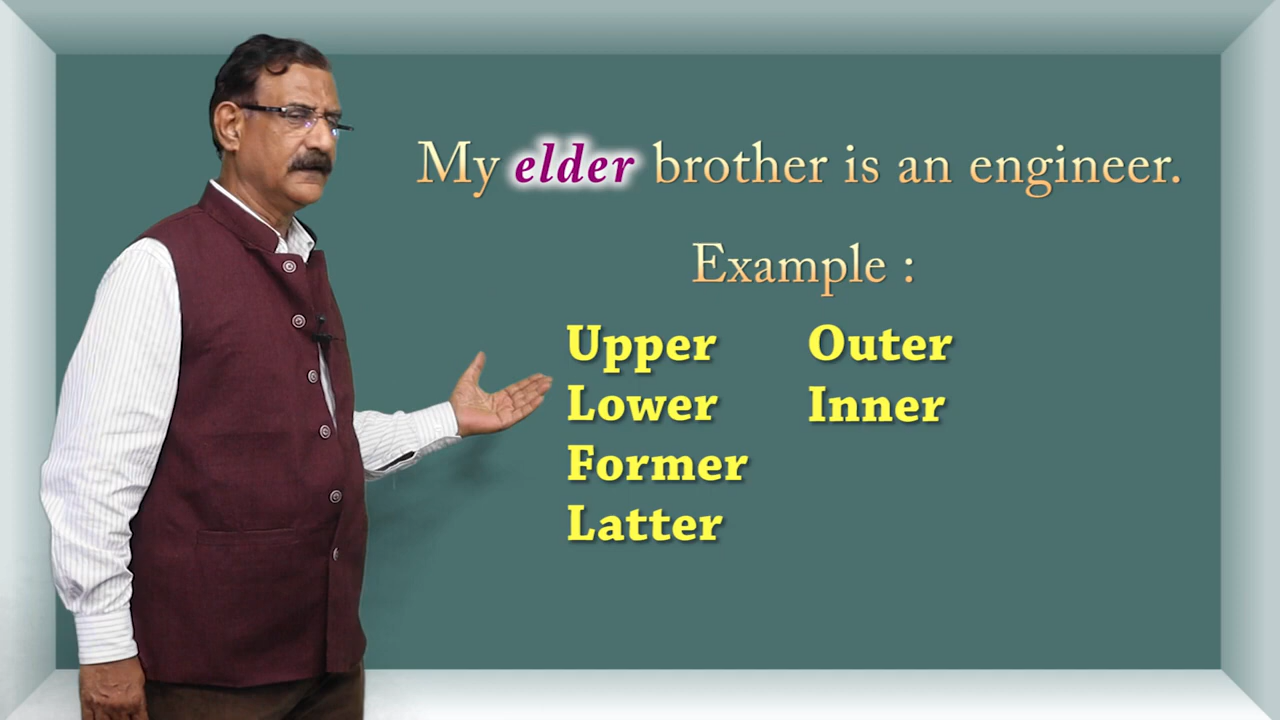 My elder brother is an engineer.
Example :
Upper Outer
Lower Inner
Former
Latter